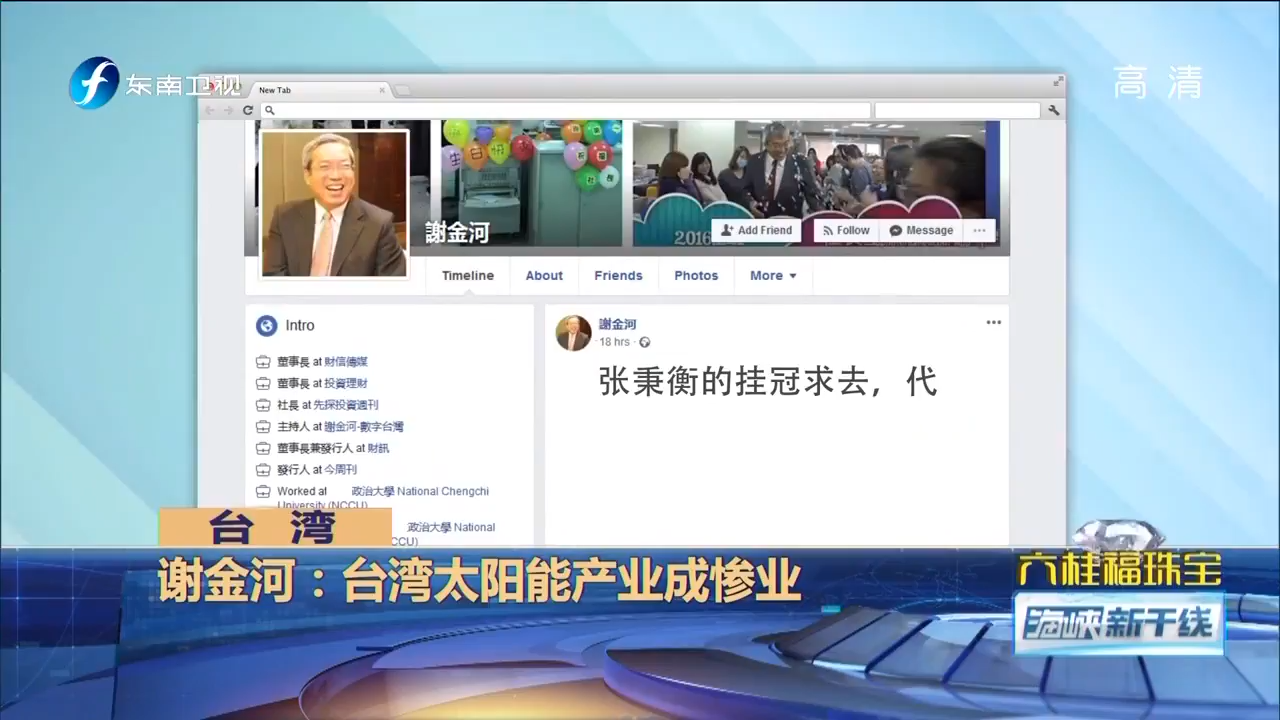 东南卫视
高 清
New Tab
生日快
謝金河
2016
Add Friend
Follow
Message
Timeline
About
Friends
Photos
More
Intro
董事長 at 財信傳媒
董事長 at 投資理財
社長 at 先探投資週刊
主持人 at 謝金河-數字台灣
董事長兼發行人 at 財訊
發行人 at 今周刊
Worked at 政治大學 National Chengchi
University (NCCU)
政治大學 National
CCU)
謝金河
18 hrs
张秉衡的挂冠求去，代
台 湾
谢金河：台湾太阳能产业成惨业
六桂福珠宝
海峡新干线